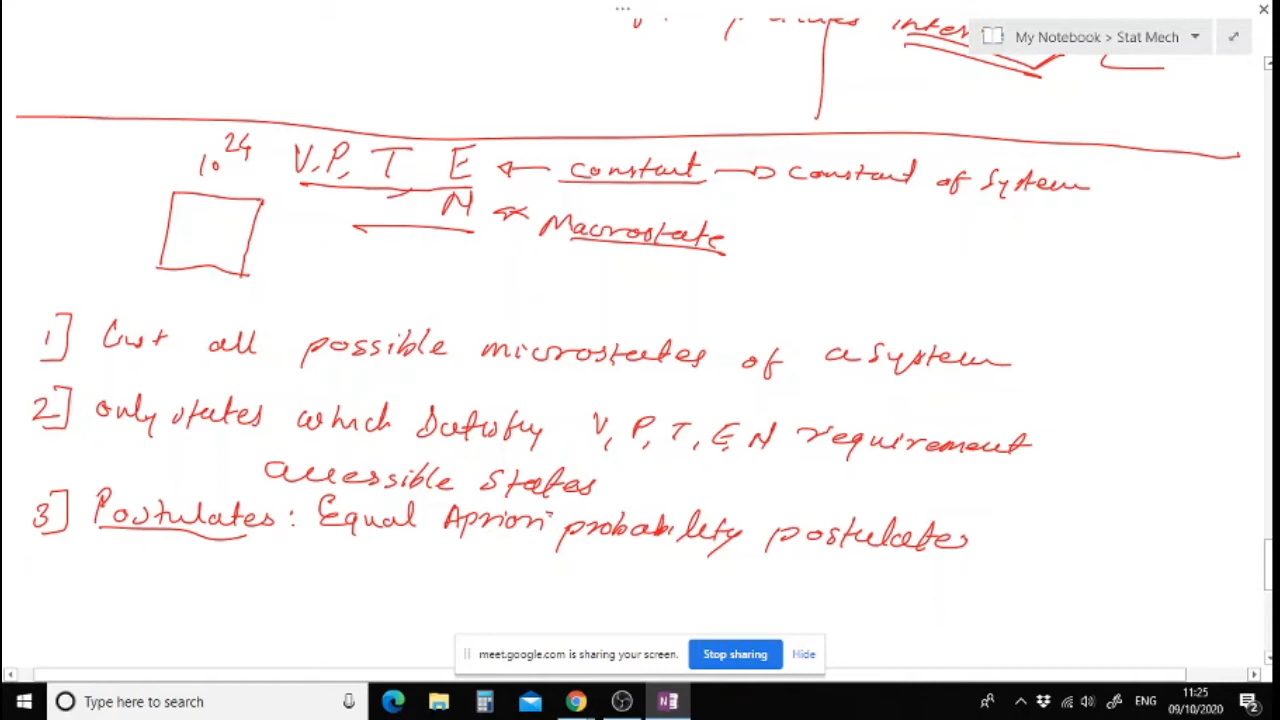 My Notebook > Stat Mech
10^24 V, P, T E ← constant → constant of System
N ← Macrostate
1] List all possible microstates of a system
2] only states which Satisfy V, P, T, E, N requirement
accessible States
3] Postulates: Equal Apriori probability postulates
meet.google.com is sharing your screen. Stop sharing Hide
Type here to search
ENG
11:25
09/10/2020
2